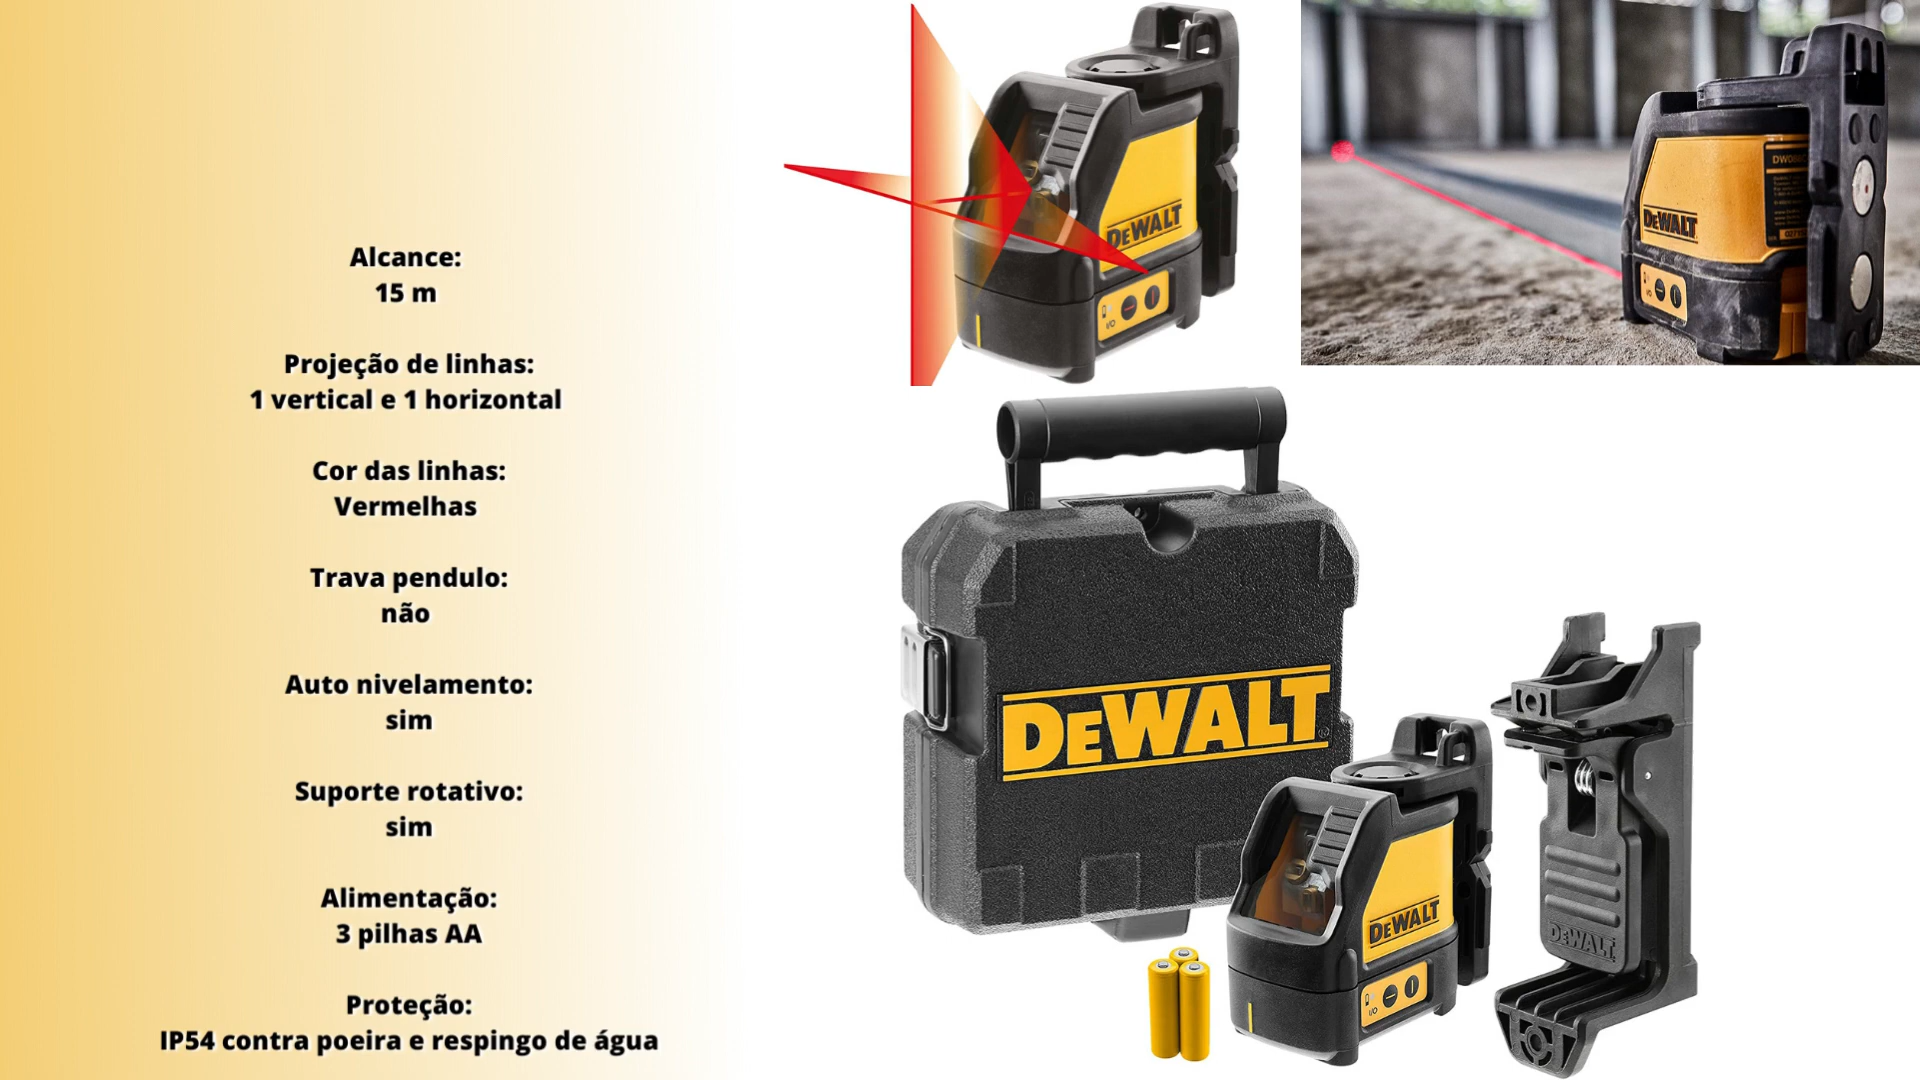 Alcance:
15 m
Projeção de linhas:
1 vertical e 1 horizontal
Cor das linhas:
Vermelhas
Trava pendulo:
não
Auto nivelamento:
sim
Suporte rotativo:
sim
Alimentação:
3 pilhas AA
Proteção:
IP54 contra poeira e respingo de água
DEWALT
I/O
DEWALT
I/O
DEWALT
DEWALT
I/O
DEWALT